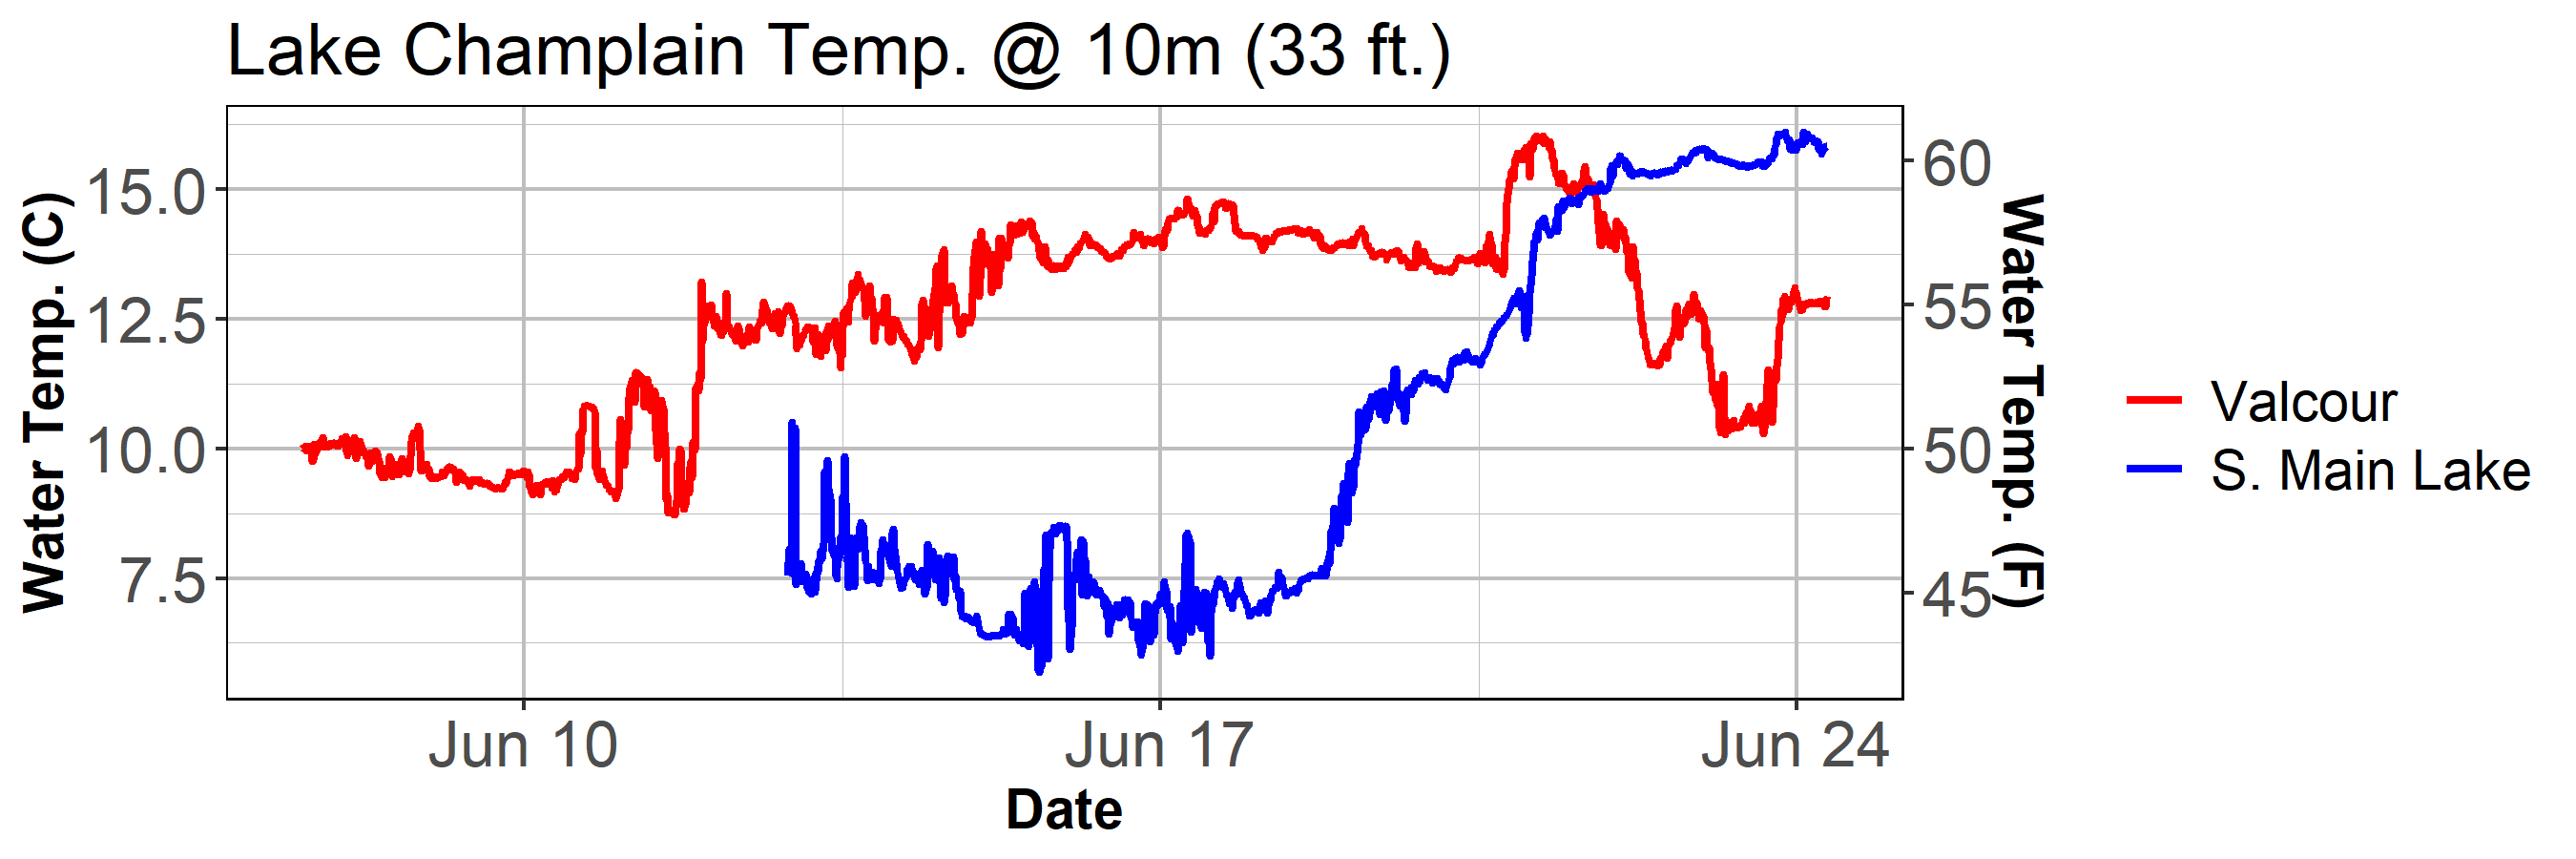 Lake Champlain Temp. @ 10m (33 ft.)
Water Temp. (C)
15.0
12.5
10.0
7.5
60
55
50
45
Water Temp. (F)
Valcour
S. Main Lake
Jun 10
Jun 17
Jun 24
Date